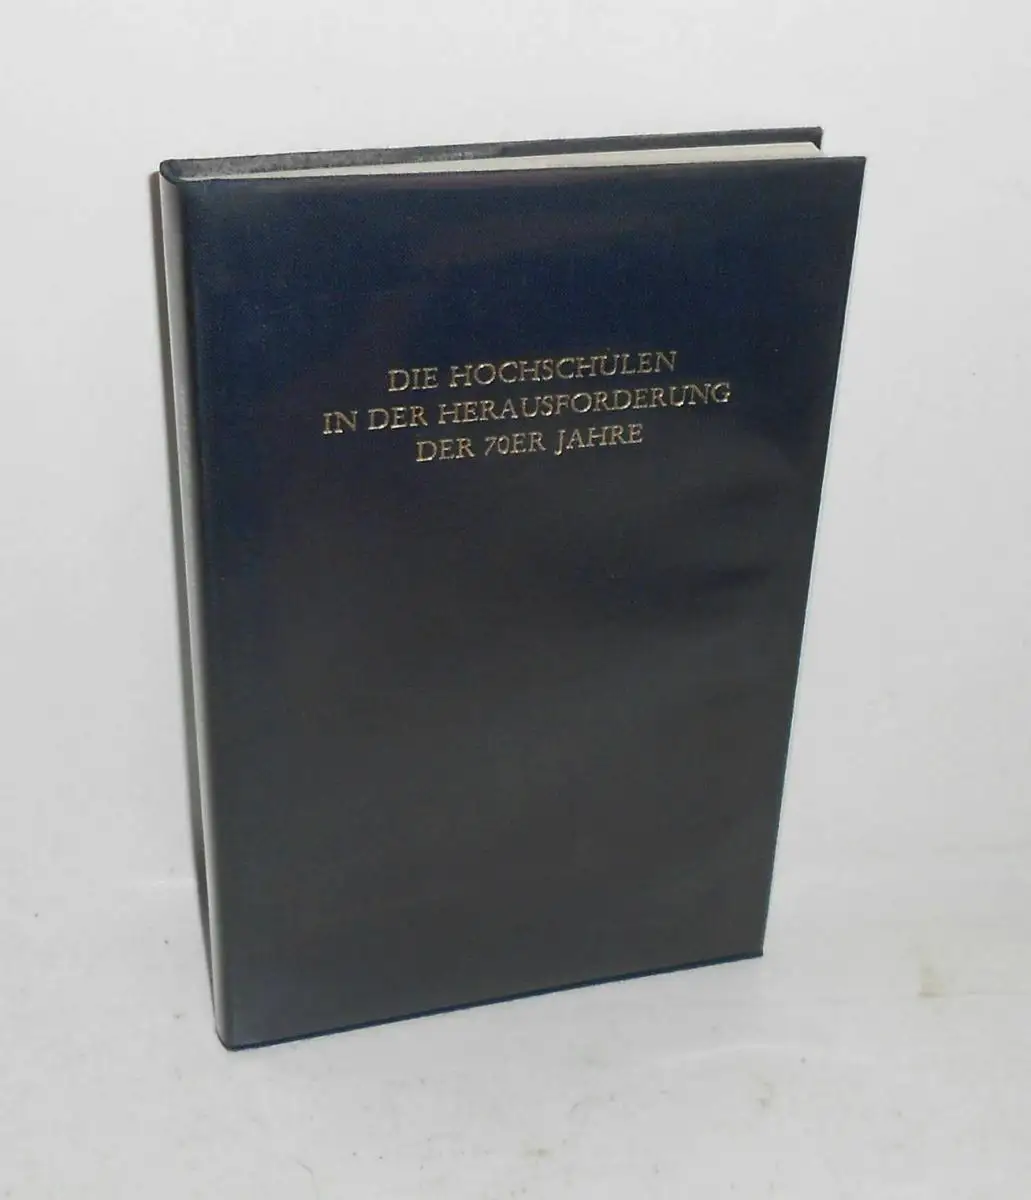 DIE HOCHSCHULEN
IN DER HERAUSFORDERUNG
DER 70ER JAHRE